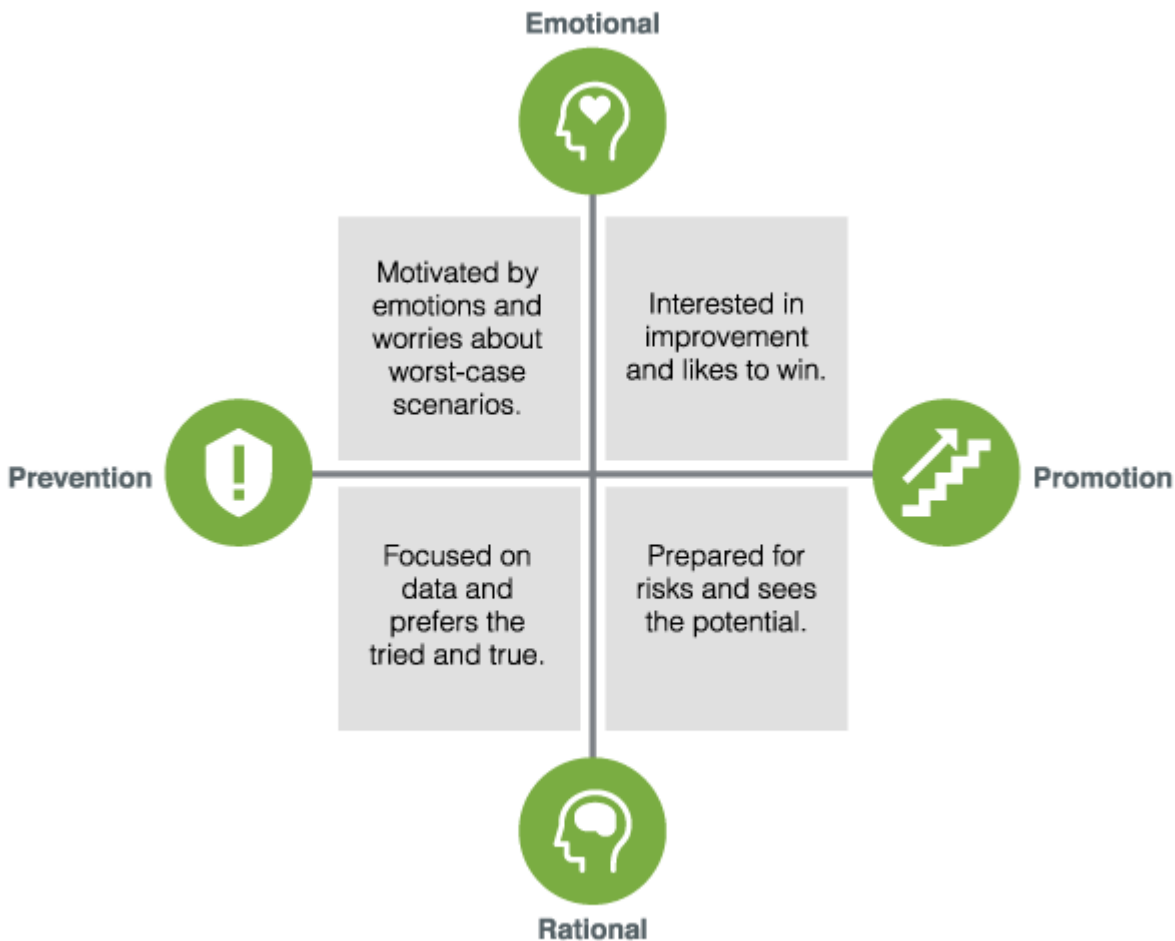 Emotional
Motivated by
emotions and
worries about
worst-case
scenarios.
Interested in
improvement
and likes to win.
Prevention
Promotion
Focused on
data and
prefers the
tried and true.
Prepared for
risks and sees
the potential.
Rational